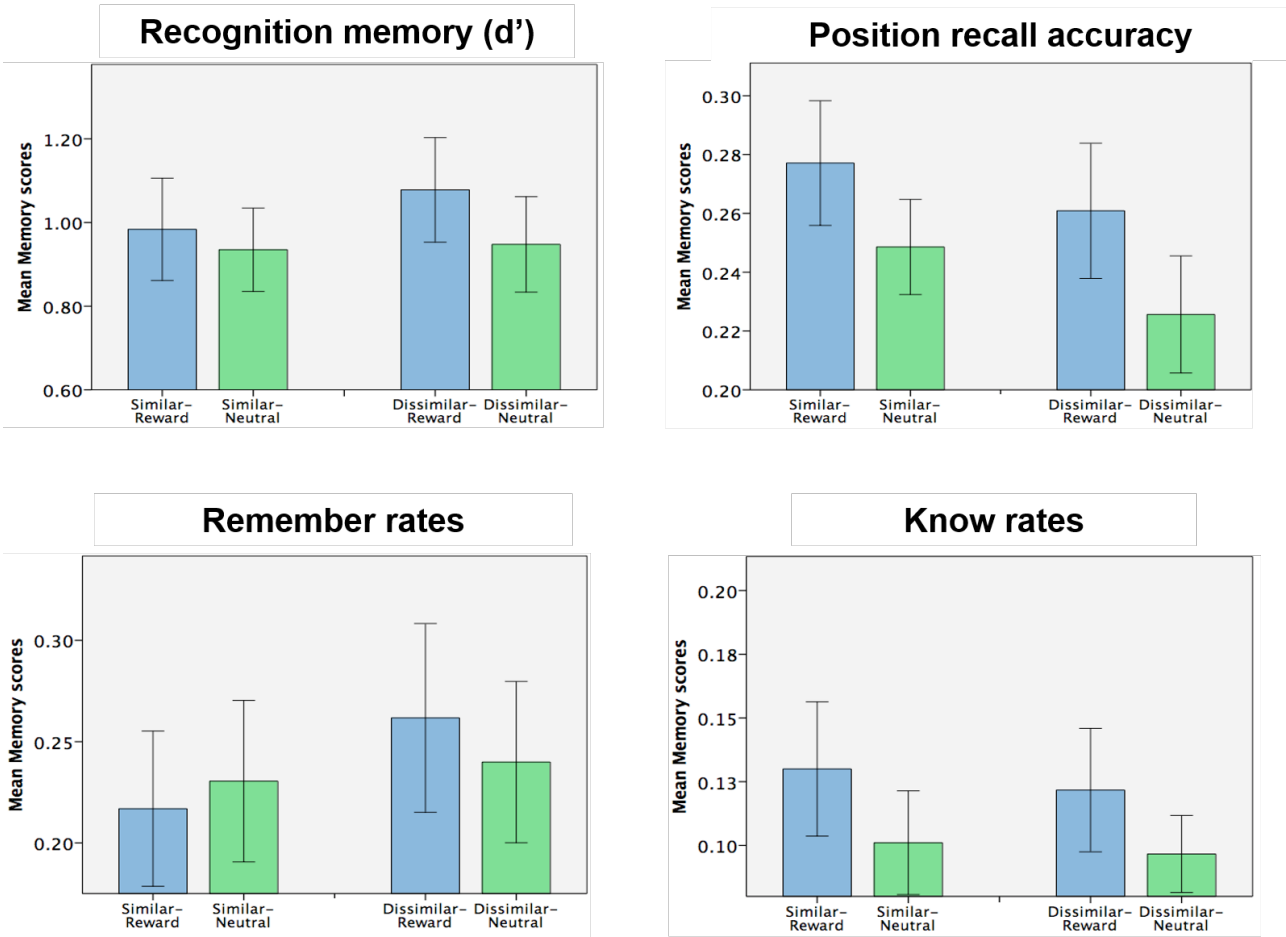 Recognition memory (d’)
Mean Memory scores
1.20
1.00
0.80
0.60
Similar–
Reward
Similar–
Neutral
Dissimilar–
Reward
Dissimilar–
Neutral
Position recall accuracy
Mean Memory scores
0.30
0.28
0.26
0.24
0.22
0.20
Similar–
Reward
Similar–
Neutral
Dissimilar–
Reward
Dissimilar–
Neutral
Remember rates
Mean Memory scores
0.30
0.25
0.20
Similar–
Reward
Similar–
Neutral
Dissimilar–
Reward
Dissimilar–
Neutral
Know rates
Mean Memory scores
0.20
0.18
0.15
0.13
0.10
Similar–
Reward
Similar–
Neutral
Dissimilar–
Reward
Dissimilar–
Neutral